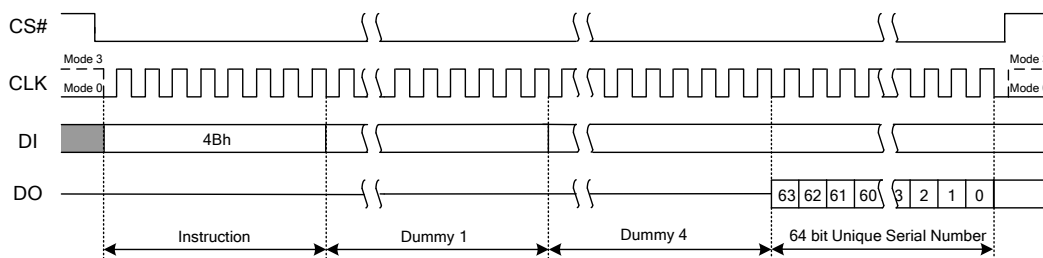 CS#
Mode 3
Mode
CLK
Mode 0
Mode
DI
4Bh
DO
63 62 61 60 3 2 1 0
Instruction
Dummy 1
Dummy 4
64 bit Unique Serial Number